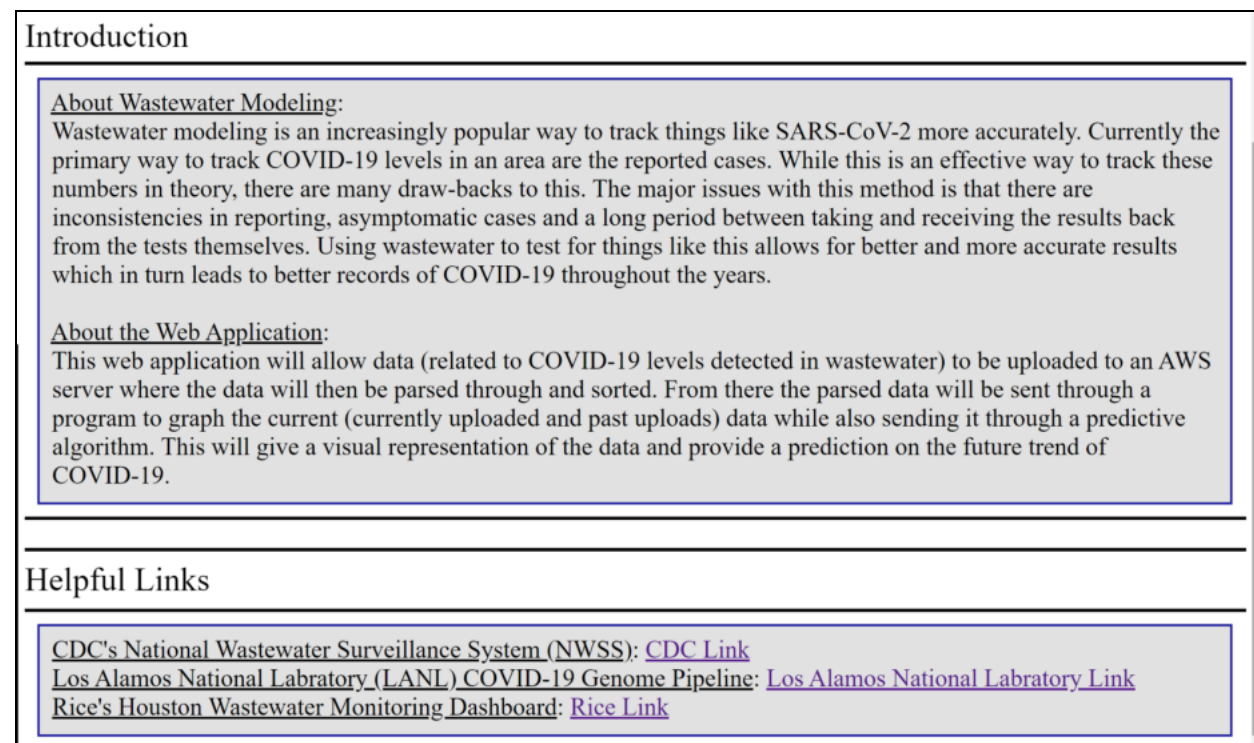 Introduction
About Wastewater Modeling:
Wastewater modeling is an increasingly popular way to track things like SARS-CoV-2 more accurately. Currently the
primary way to track COVID-19 levels in an area are the reported cases. While this is an effective way to track these
numbers in theory, there are many draw-backs to this. The major issues with this method is that there are
inconsistencies in reporting, asymptomatic cases and a long period between taking and receiving the results back
from the tests themselves. Using wastewater to test for things like this allows for better and more accurate results
which in turn leads to better records of COVID-19 throughout the years.
About the Web Application:
This web application will allow data (related to COVID-19 levels detected in wastewater) to be uploaded to an AWS
server where the data will then be parsed through and sorted. From there the parsed data will be sent through a
program to graph the current (currently uploaded and past uploads) data while also sending it through a predictive
algorithm. This will give a visual representation of the data and provide a prediction on the future trend of
COVID-19.
Helpful Links
CDC's National Wastewater Surveillance System (NWSS): CDC Link
Los Alamos National Labratory (LANL) COVID-19 Genome Pipeline: Los Alamos National Labratory Link
Rice's Houston Wastewater Monitoring Dashboard: Rice Link